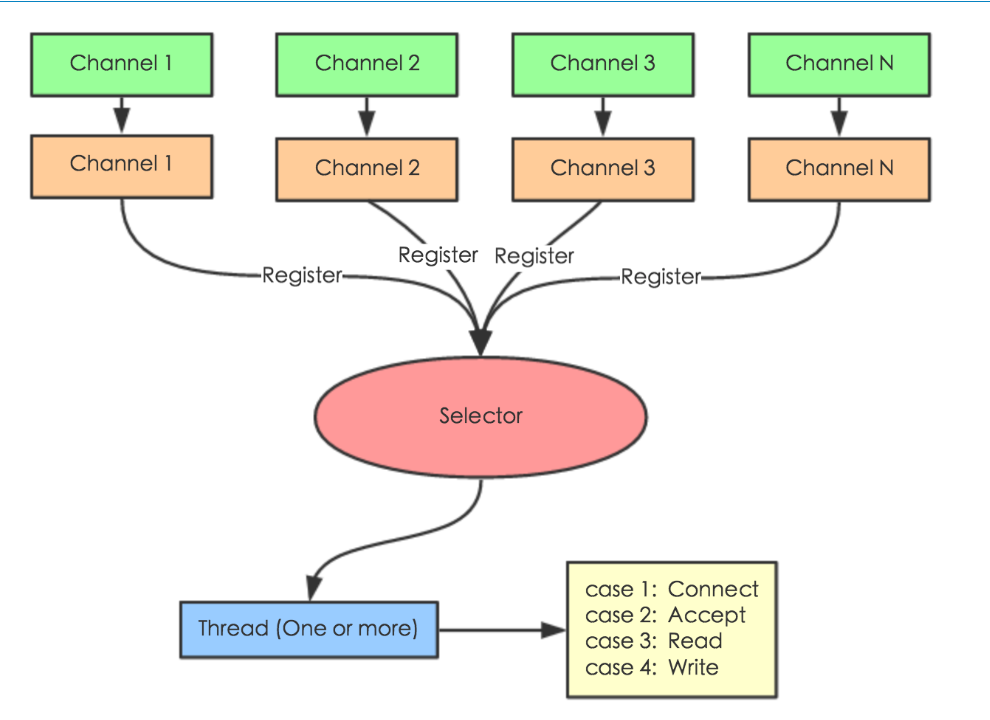 Channel 1
Channel 2
Channel 3
Channel N
Channel 1
Channel 2
Channel 3
Channel N
Register
Register
Register
Register
Selector
Thread (One or more)
case 1: Connect
case 2: Accept
case 3: Read
case 4: Write